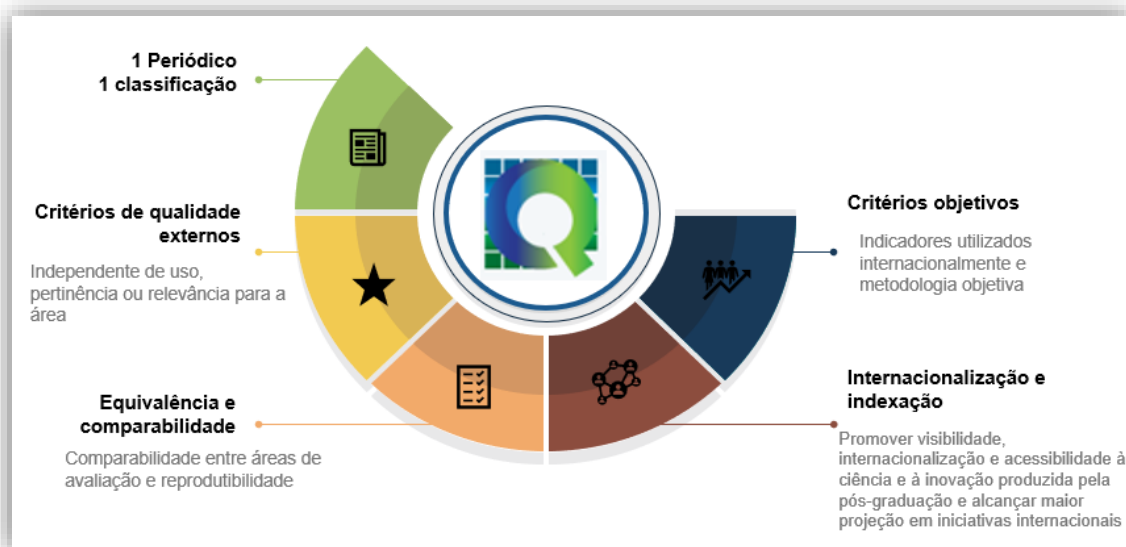 1 Periódico
1 classificação
Critérios de qualidade
externos
Independente de uso,
pertinência ou relevância para a
área
Equivalência e
comparabilidade
Comparabilidade entre áreas de
avaliação e reprodutibilidade
Critérios objetivos
Indicadores utilizados
internacionalmente e
metodologia objetiva
Internacionalização e
indexação
Promover visibilidade,
internacionalização e acessibilidade à
ciência e à inovação produzida pela
pós-graduação e alcançar maior
projeção em iniciativas internacionais